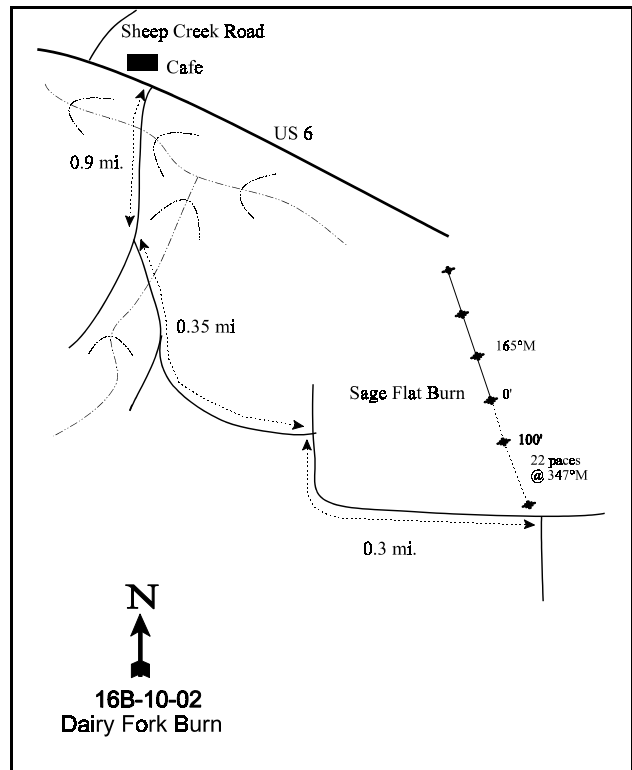 Sheep Creek Road
Cafe
US 6
0.9 mi.
0.35 mi
165°M
Sage Flat Burn
0'
100'
22 paces
@ 347°M
0.3 mi.
N
16B-10-02
Dairy Fork Burn